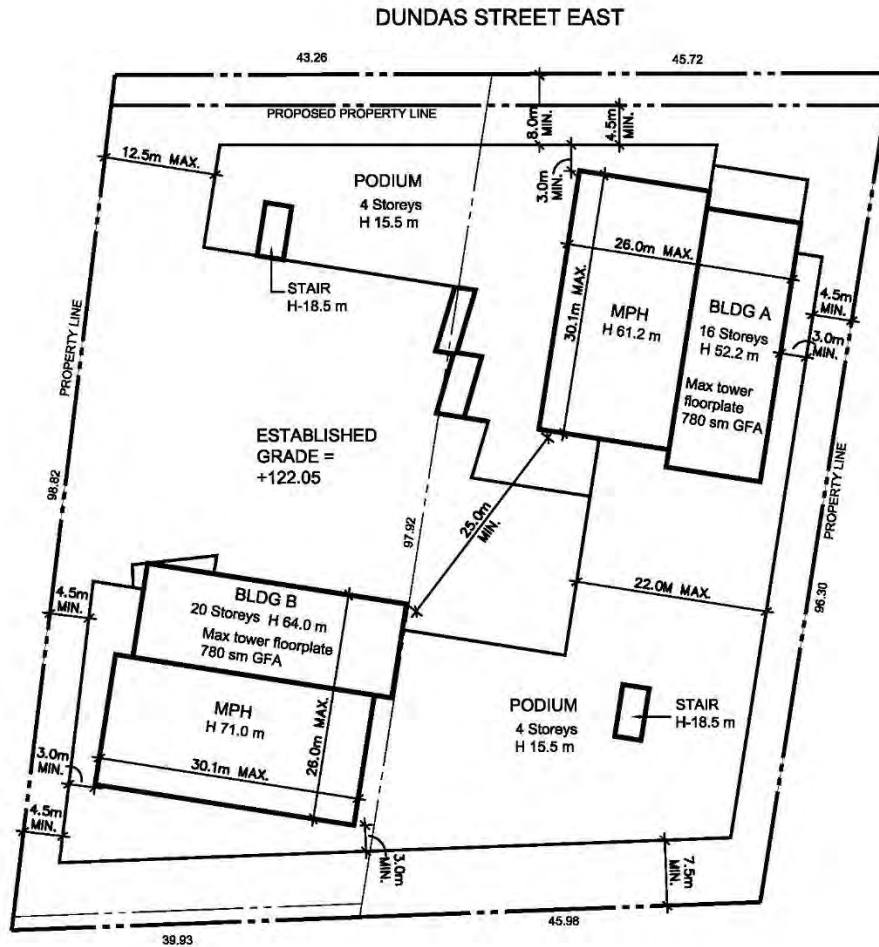 DUNDAS STREET EAST
43.26
45.72
PROPOSED PROPERTY LINE
8.0m
MIN.
4.5m
MIN.
12.5m MAX.
PODIUM
4 Storeys
H 15.5 m
3.0m
MIN.
STAIR
H-18.5 m
26.0m MAX.
30.1m MAX.
MPH
H 61.2 m
BLDG A
16 Storeys
H 52.2 m
Max tower
floorplate
780 sm GFA
4.5m
MIN.
3.0m
MIN.
PROPERTY LINE
98.82
ESTABLISHED
GRADE =
+122.05
PROPERTY LINE
96.30
97.92
25.0m
MIN.
22.0M MAX.
4.5m
MIN.
BLDG B
20 Storeys H 64.0 m
Max tower floorplate
780 sm GFA
MPH
H 71.0 m
26.0m MAX.
30.1m MAX.
PODIUM
4 Storeys
H 15.5 m
STAIR
H-18.5 m
3.0m
MIN.
4.5m
MIN.
3.0m
MIN.
7.5m
MIN.
39.93
45.98